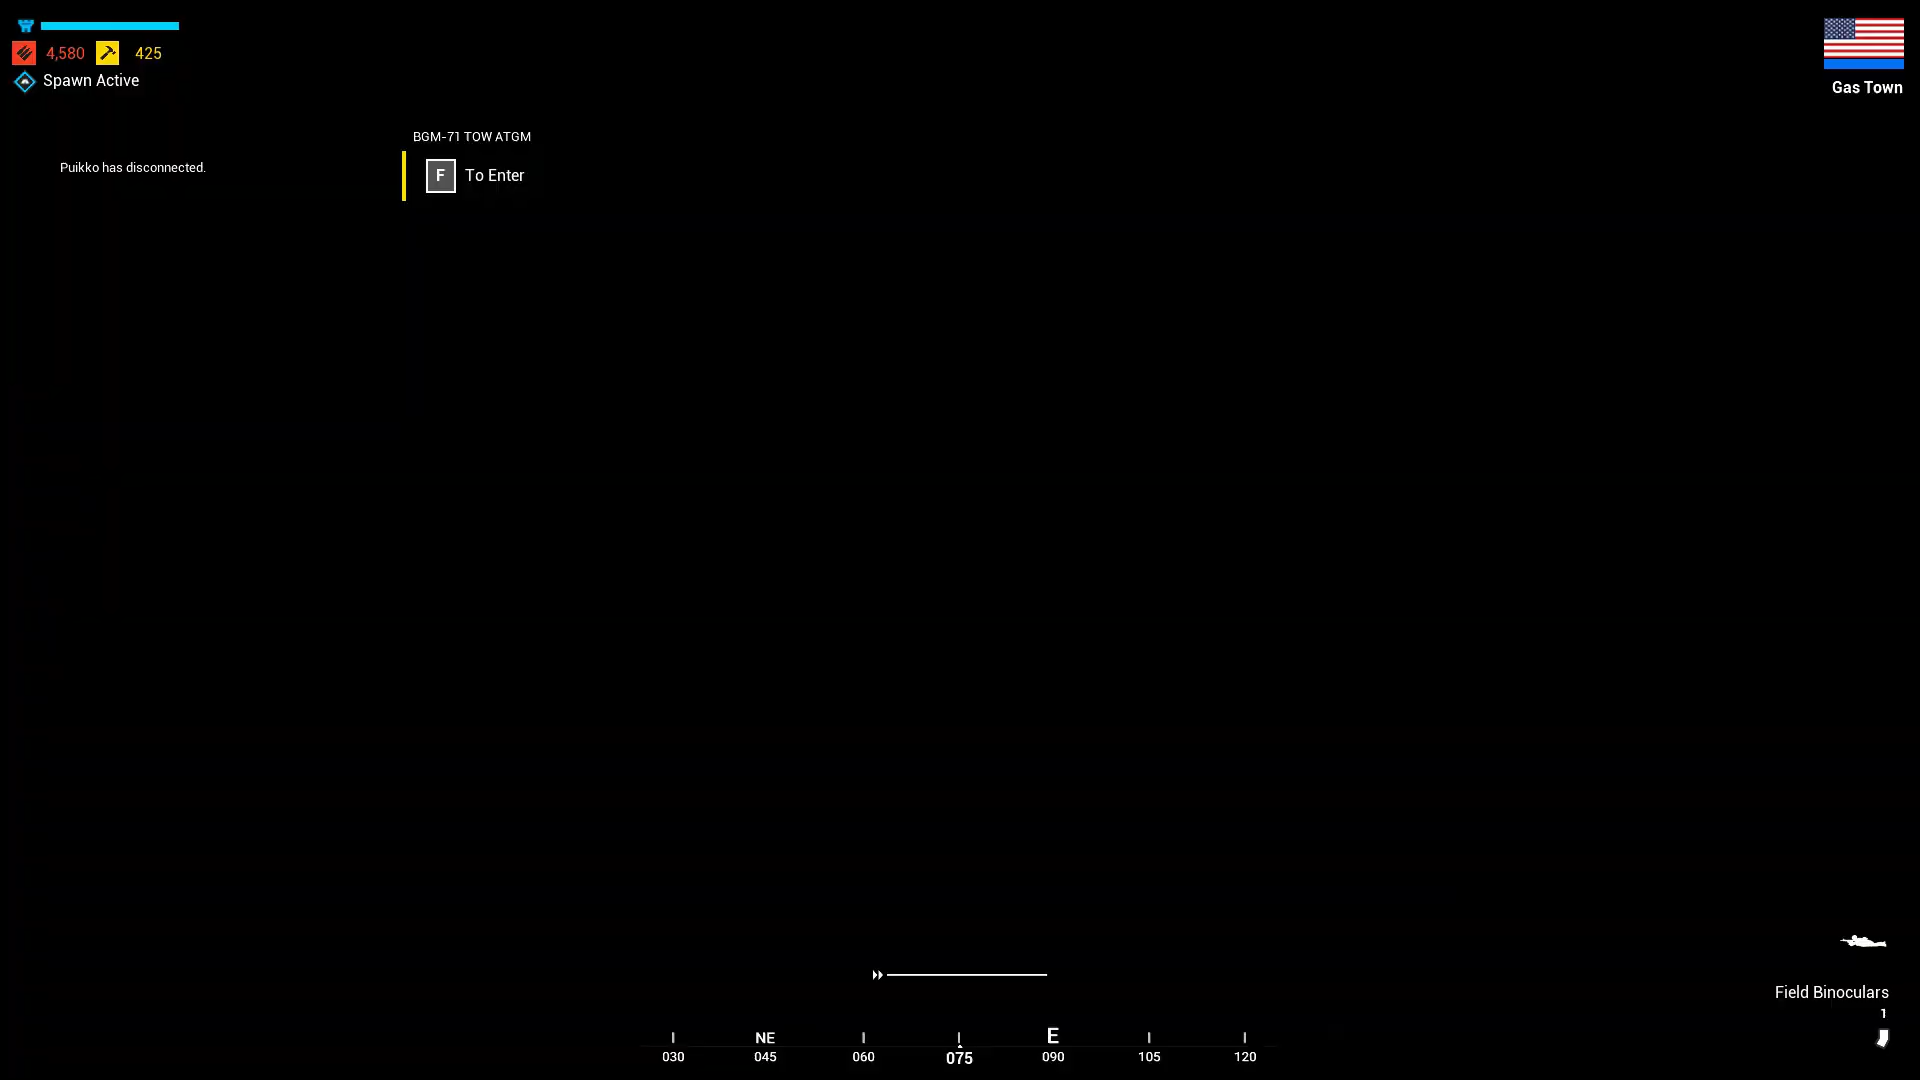 4,580 425
Spawn Active
Gas Town
BGM-71 TOW ATGM
Puikko has disconnected.
F To Enter
Field Binoculars
1
NE E
030 045 060 075 090 105 120